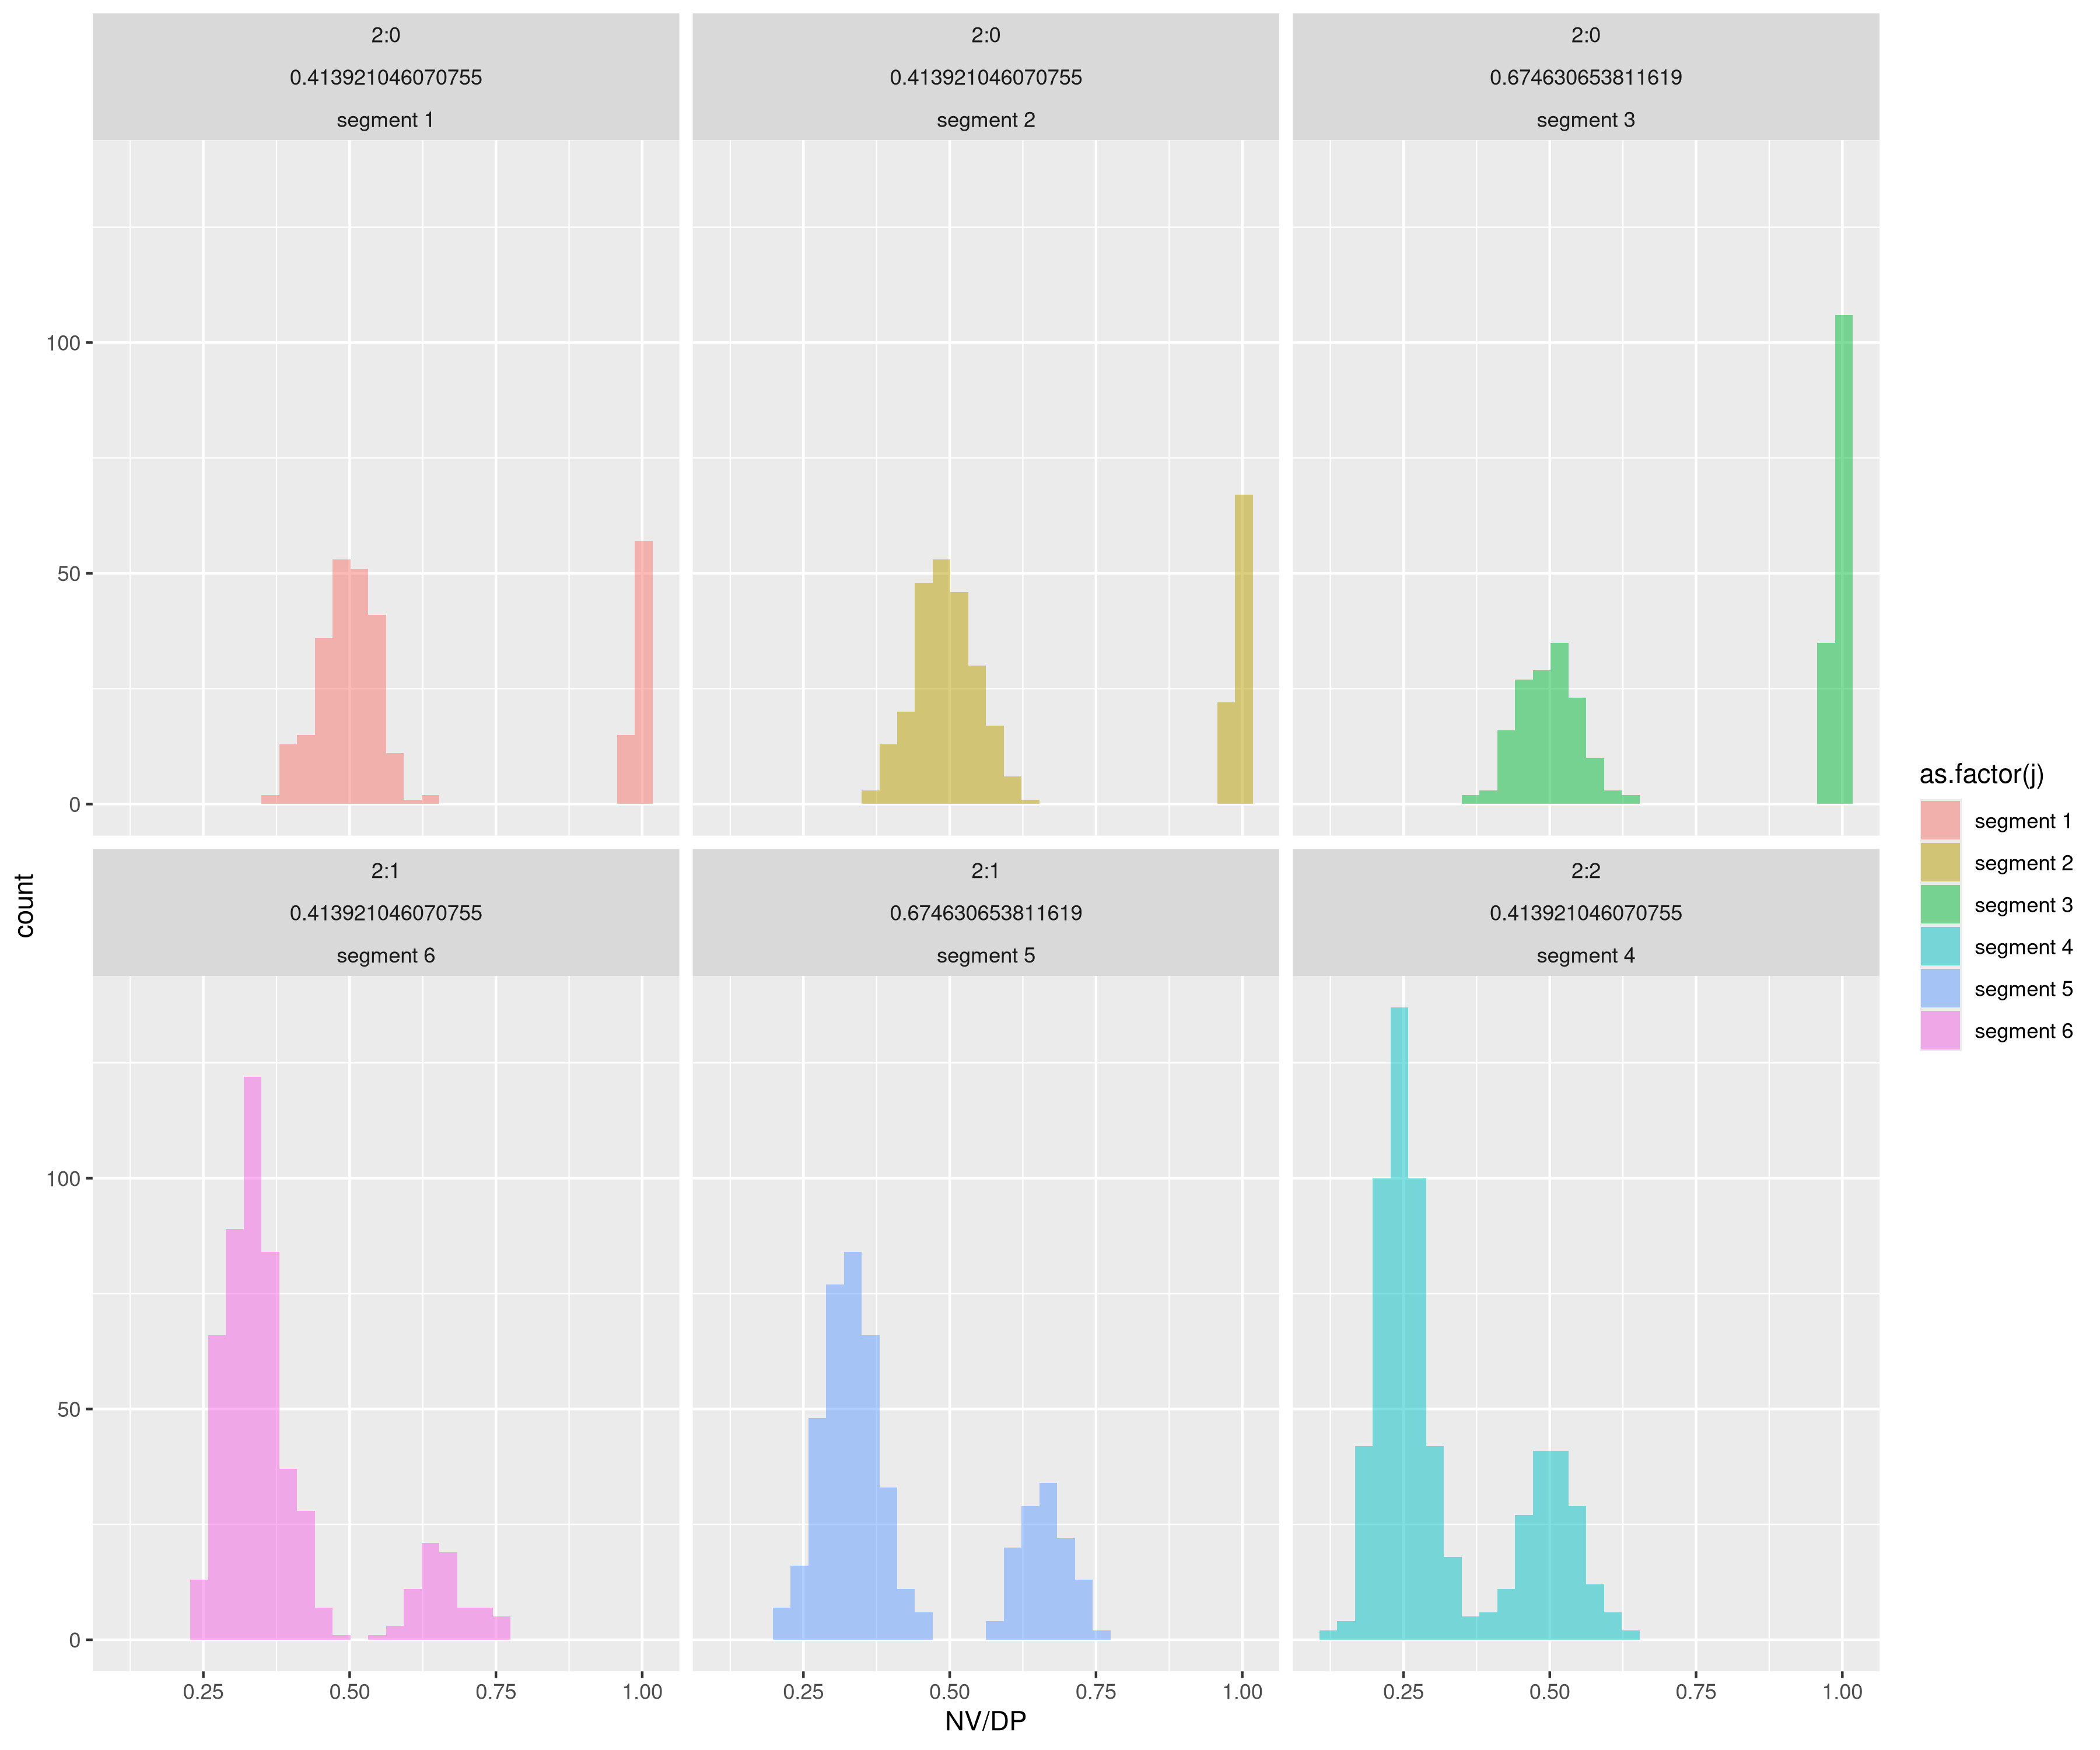 2:0
0.413921046070755
segment 1
2:0
0.413921046070755
segment 2
2:0
0.674630653811619
segment 3
100
50
0
2:1
0.413921046070755
segment 6
2:1
0.674630653811619
segment 5
2:2
0.413921046070755
segment 4
100
50
0
count
0.25 0.50 0.75 1.00
0.25 0.50 0.75 1.00
0.25 0.50 0.75 1.00
NV/DP
as.factor(j)
segment 1
segment 2
segment 3
segment 4
segment 5
segment 6